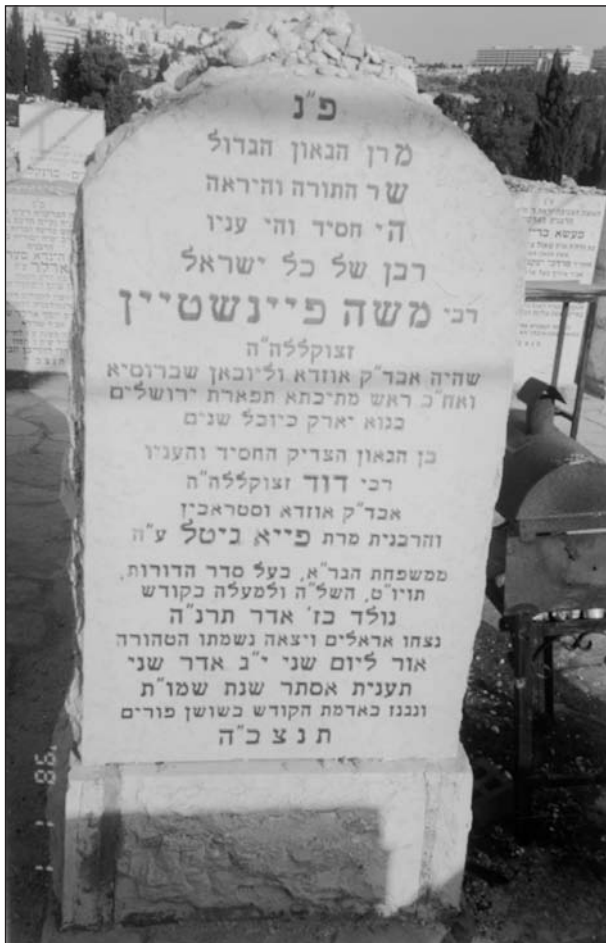 פ"נ
מרן הגאון הגדול
שר התורה והיראה
הי חסיד והי עניו
רבן של כל ישראל
רבי משה פיינשטיין
זצוקללה"ה
שהיה אבד"ק אוזדא וליובאן שברוסיא
ואח"כ ראש מתיבתא תפארת ירושלים
בנוא יארק כיובל שנים
בן הגאון הצדיק החסיד והעניו
רבי דוד זצוקללה"ה
אבד"ק אוזדא וסטראבין
והרבנית מרת פייא גיטל ע"ה
ממשפחת הגר"א, בעל סדר הדורות,
תויו"ט, השל"ה ולמעלה בקודש
נולד בז' אדר תרנ"ה
נצחו אראלים ויצאה נשמתו הטהורה
אור ליום שני י"ג אדר שני
תענית אסתר שנת שמו"ת
ונגנז באדמת הקודש בשושן פורים
תנצב"ה